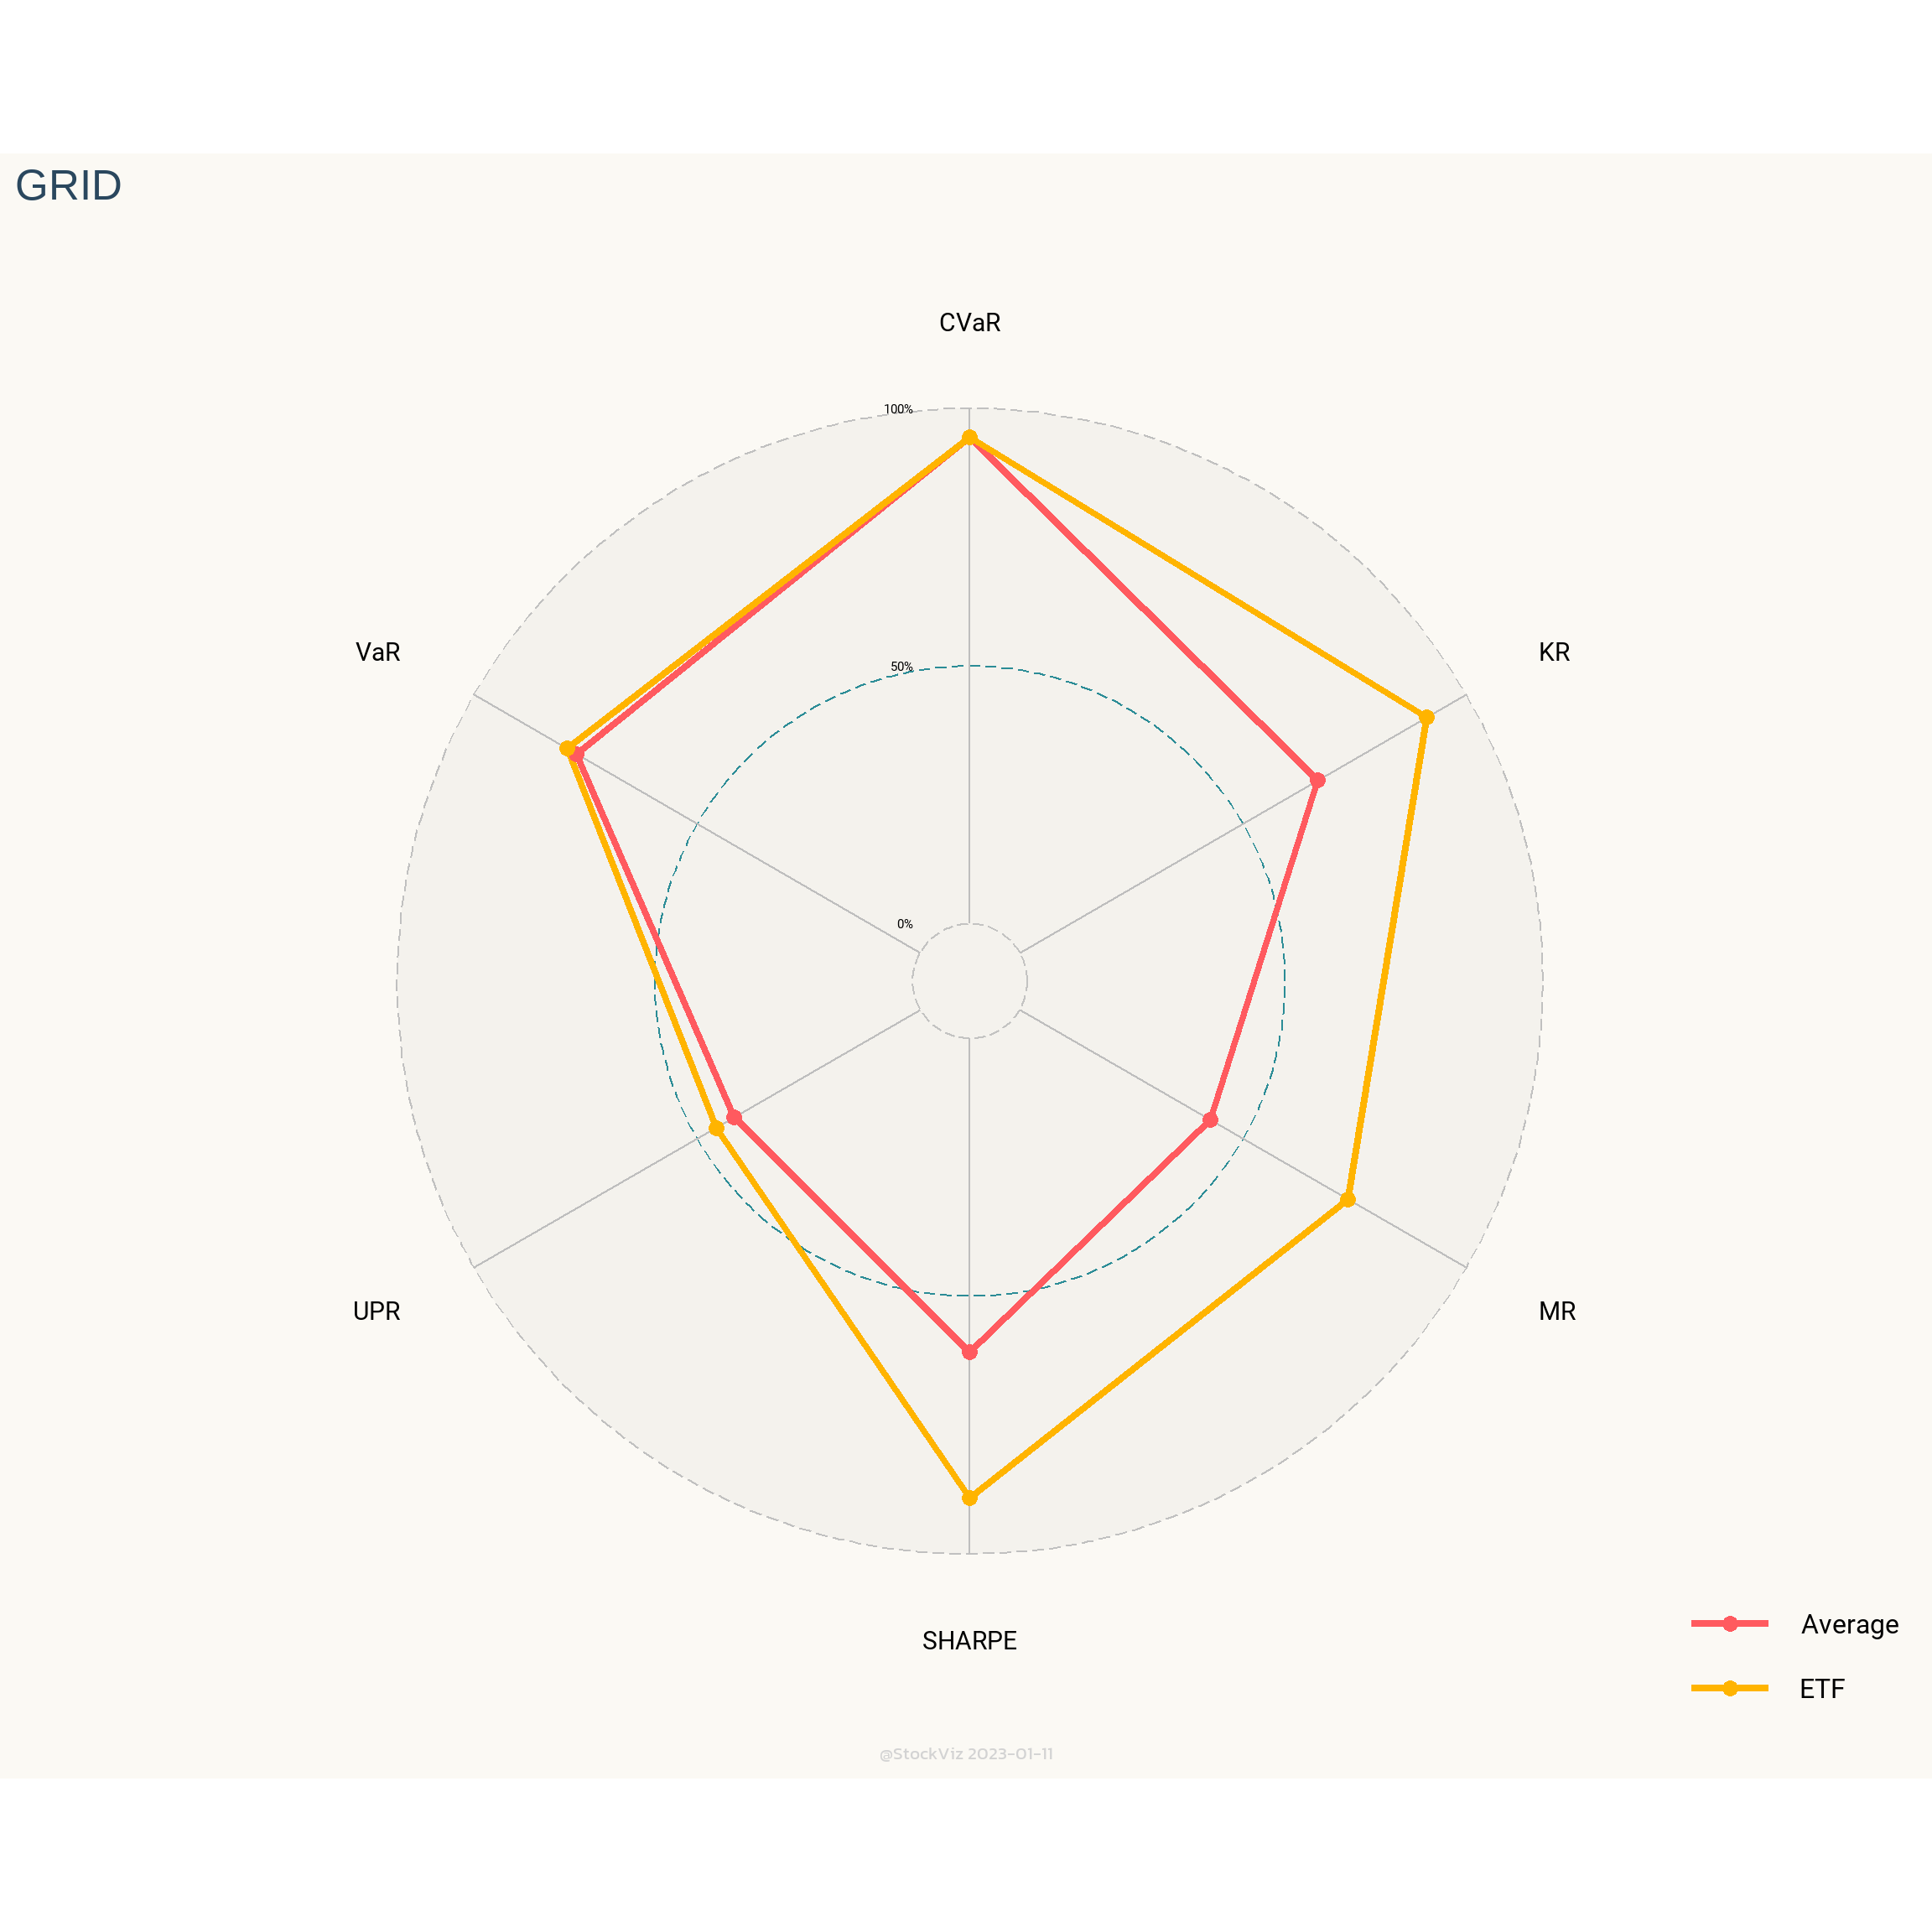 GRID
CVaR
100%
VaR
KR
50%
0%
UPR
MR
SHARPE
Average
ETF
@StockViz 2023-01-11